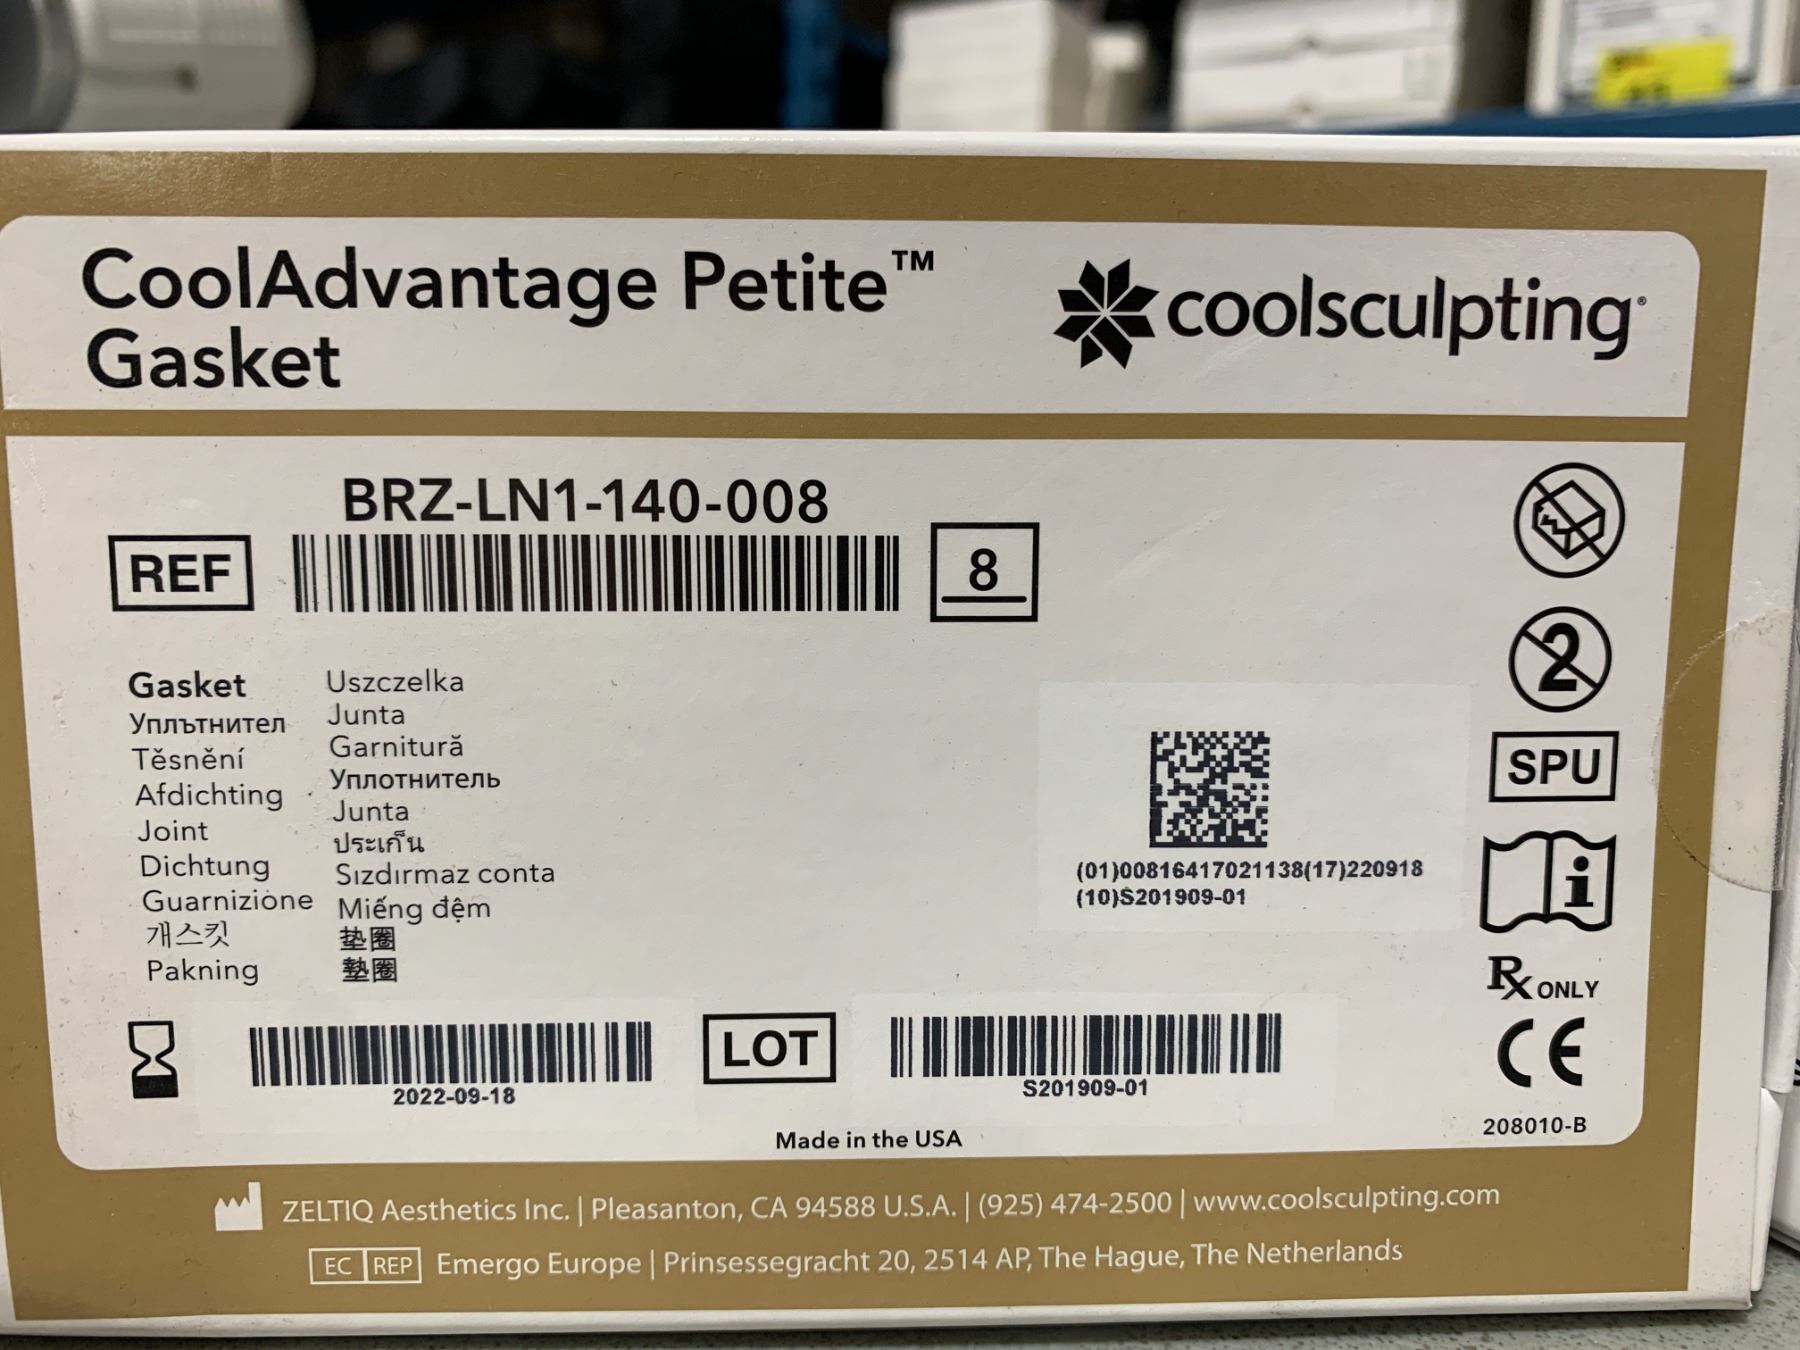 CoolAdvantage Petite™
Gasket
coolsculpting®
BRZ-LN1-140-008
REF
8
Gasket
Уплътнител
Těsnění
Afdichting
Joint
Dichtung
Guarnizione
개스킷
Pakning
Uszczelka
Junta
Garnitură
Уплотнитель
Junta
ประเก็น
Sızdırmaz conta
Miếng đệm
垫圈
墊圈
(01)00816417021138(17)220918
(10)S201909-01
2
SPU
i
Rx ONLY
CE
208010-B
2022-09-18
LOT
S201909-01
Made in the USA
ZELTIQ Aesthetics Inc. | Pleasanton, CA 94588 U.S.A. | (925) 474-2500 | www.coolsculpting.com
EC REP Emergo Europe | Prinsessegracht 20, 2514 AP, The Hague, The Netherlands